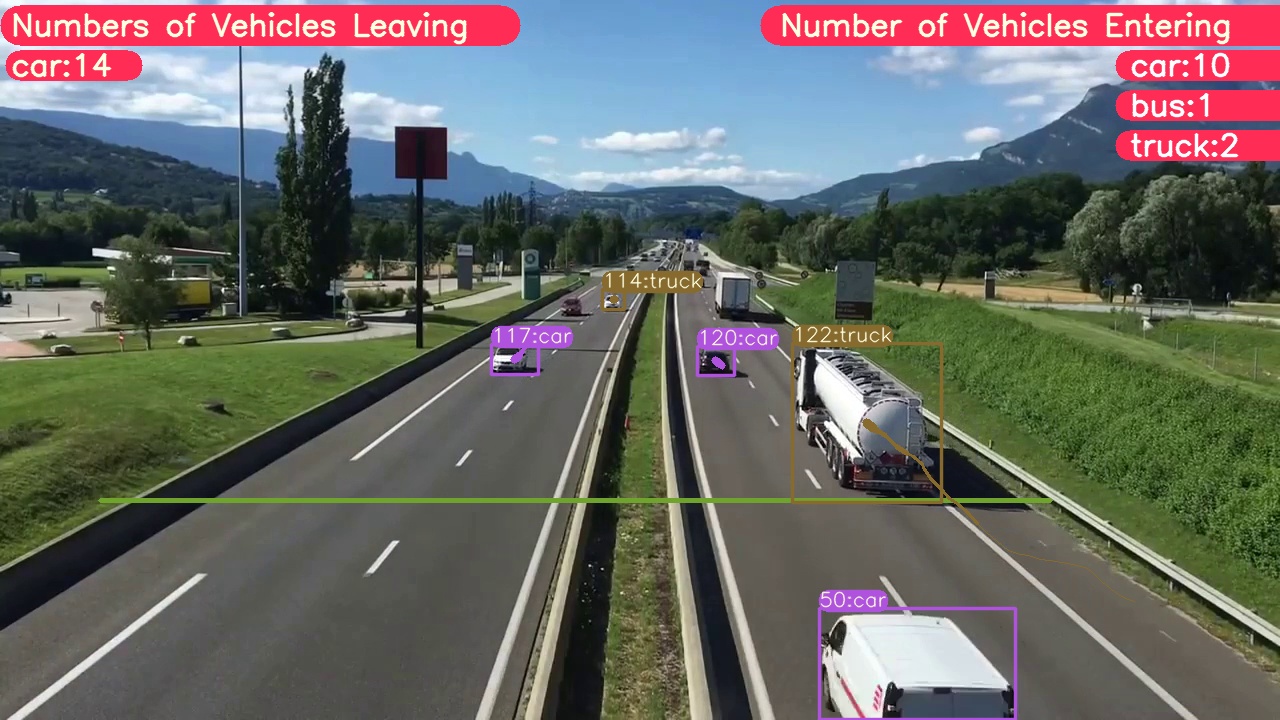 Numbers of Vehicles Leaving
car:14
Number of Vehicles Entering
car:10
bus:1
truck:2
114:truck
117:car
120:car
122:truck
50:car
bp